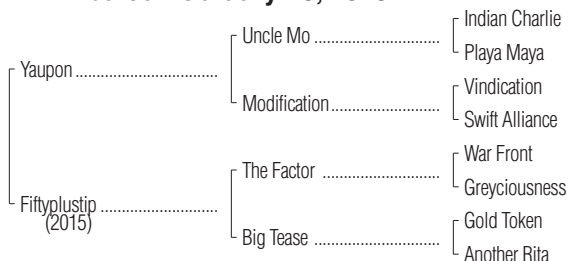 Indian Charlie
Uncle Mo
Playa Maya
Yaupon
Vindication
Modification
Swift Alliance
War Front
The Factor
Greyciousness
Fiftyplustip
(2015)
Gold Token
Big Tease
Another Rita